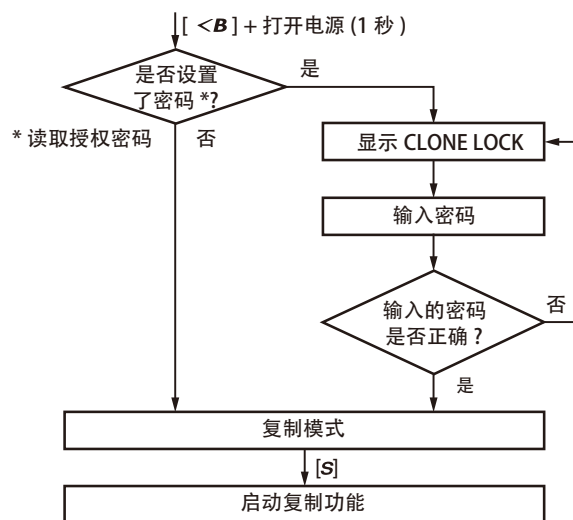 [ <B ] + 打开电源 (1 秒 )
是否设置
了密码 *?
是
* 读取授权密码
否
显示 CLONE LOCK
输入密码
输入的密码
是否正确 ?
否
是
复制模式
[S]
启动复制功能